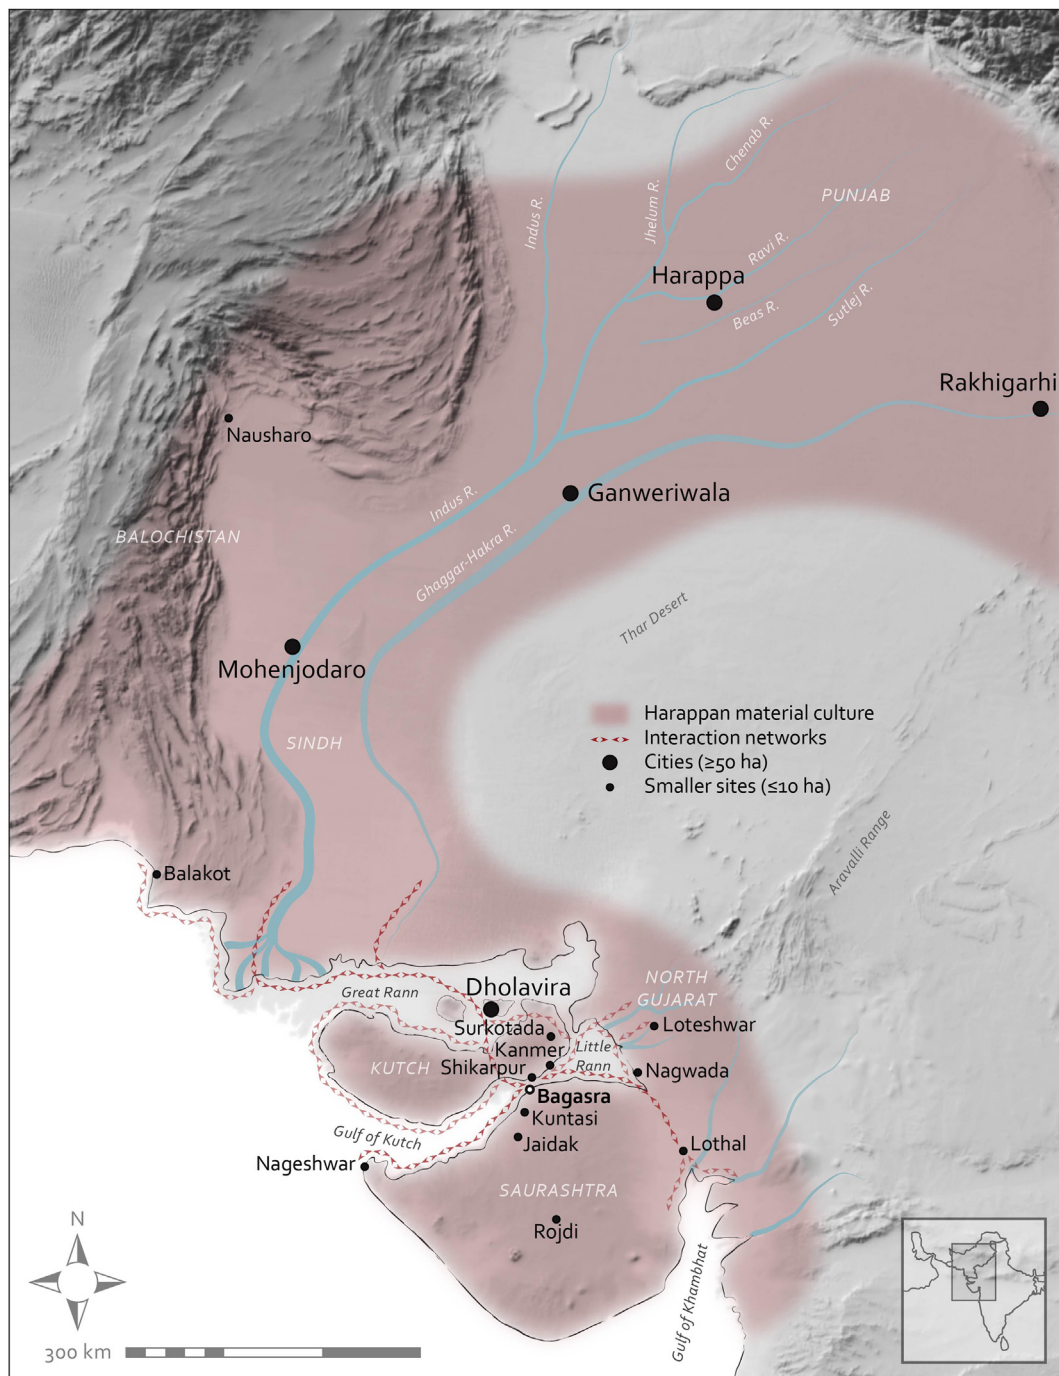 Indus R.
Jhelum R.
Chenab R.
PUNJAB
Ravi R.
Harappa
Beas R.
Sutlej R.
Rakhigarhi
Nausharo
Ganweriwala
Indus R.
BALOCHISTAN
Ghaggar-Hakra R.
Thar Desert
Mohenjodaro
SINDH
Harappan material culture
Interaction networks
Cities (≥50 ha)
Smaller sites (≤10 ha)
Aravalli Range
Balakot
NORTH
GUJARAT
Great Rann
Dholavira
Surkotada
Loteshwar
Kanmer
Little
Rann
KUTCH
Shikarpur
Nagwada
Bagasra
Kuntasi
Gulf of Kutch
Jaidak
Lothal
Nageshwar
SAURASHTRA
Rojdi
Gulf of Khambhat
N
300 km